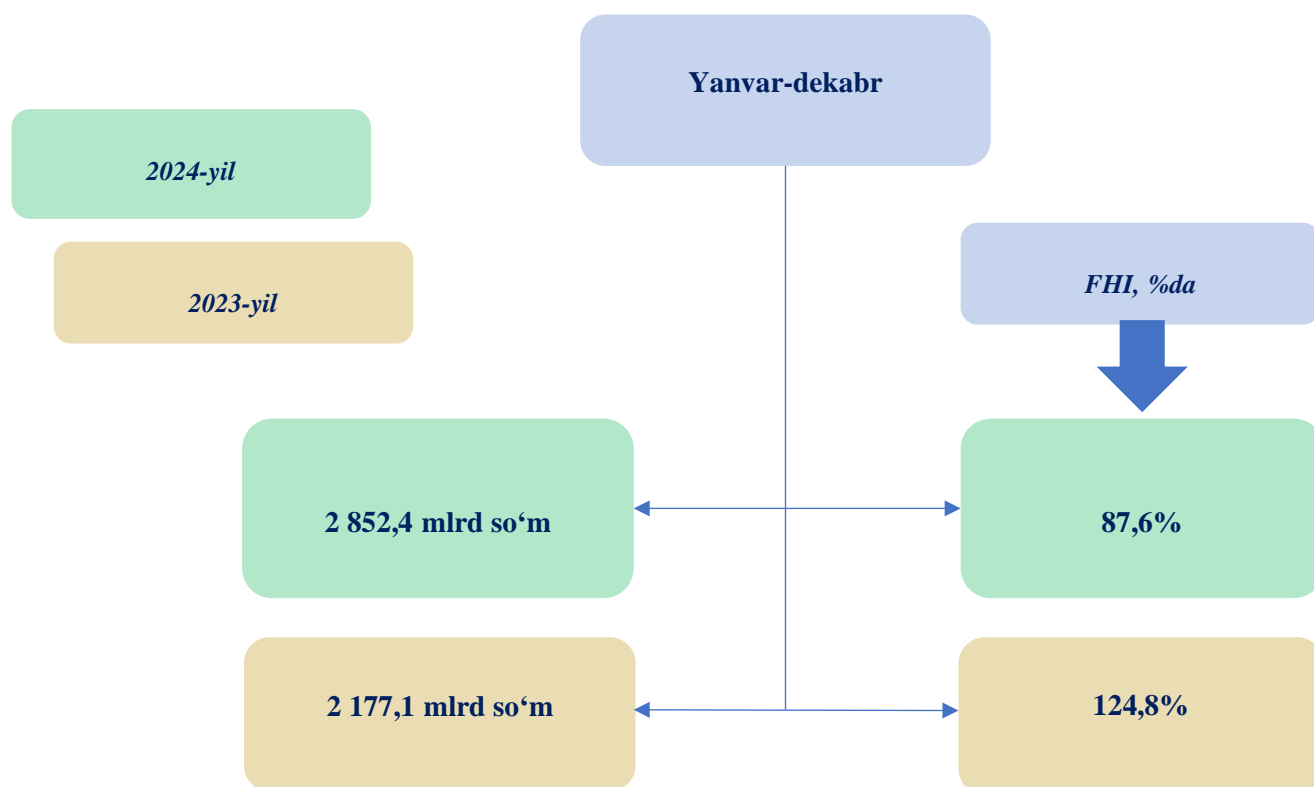 Yanvar-dekabr
2024-yil
2023-yil
FHI, %da
2 852,4 mlrd so‘m
87,6%
2 177,1 mlrd so‘m
124,8%